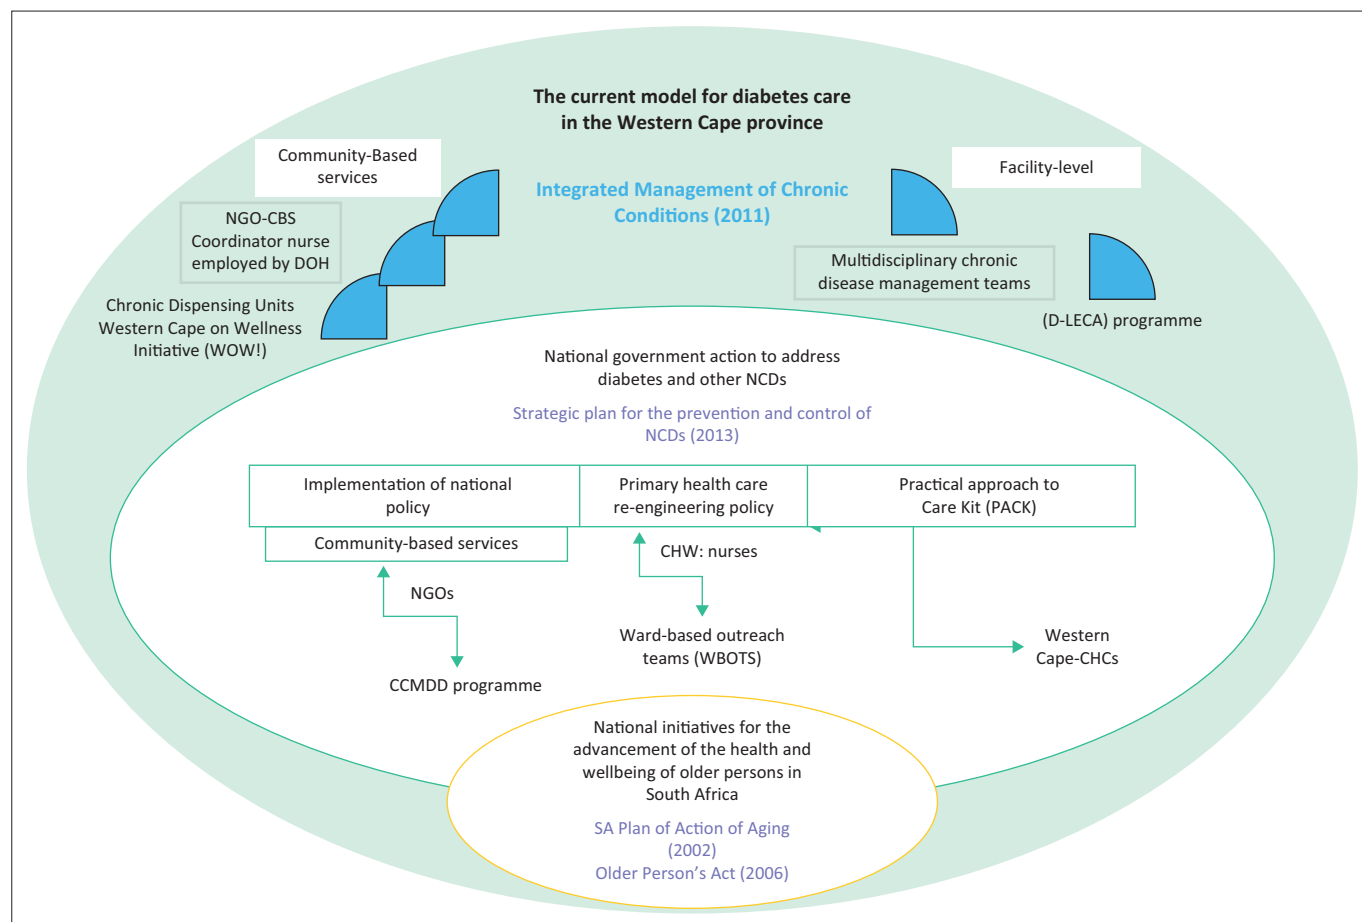 The current model for diabetes care
in the Western Cape province
Community-Based
services
Facility-level
Integrated Management of Chronic
Conditions (2011)
NGO-CBS
Coordinator nurse
employed by DOH
Multidisciplinary chronic
disease management teams
Chronic Dispensing Units
Western Cape on Wellness
Initiative (WOW!)
(D-LECA) programme
National government action to address
diabetes and other NCDs
Strategic plan for the prevention and control of
NCDs (2013)
Implementation of national
policy
Primary health care
re-engineering policy
Practical approach to
Care Kit (PACK)
Community-based services
CHW: nurses
NGOs
Ward-based outreach
teams (WBOTS)
Western
Cape-CHCs
CCMDD programme
National initiatives for the
advancement of the health and
wellbeing of older persons in
South Africa
SA Plan of Action of Aging
(2002)
Older Person's Act (2006)